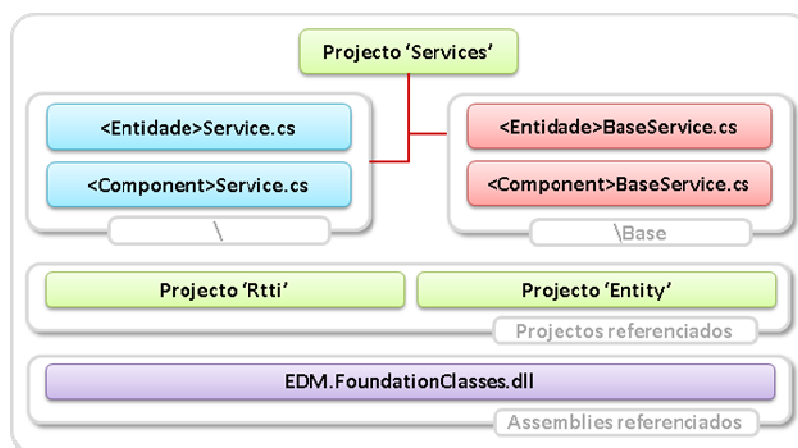 Projecto ‘Services’
<Entidade>Service.cs
<Component>Service.cs
\
<Entidade>BaseService.cs
<Component>BaseService.cs
\Base
Projecto ‘Rtti’
Projecto ‘Entity’
Projectos referenciados
EDM.FoundationClasses.dll
Assemblies referenciados